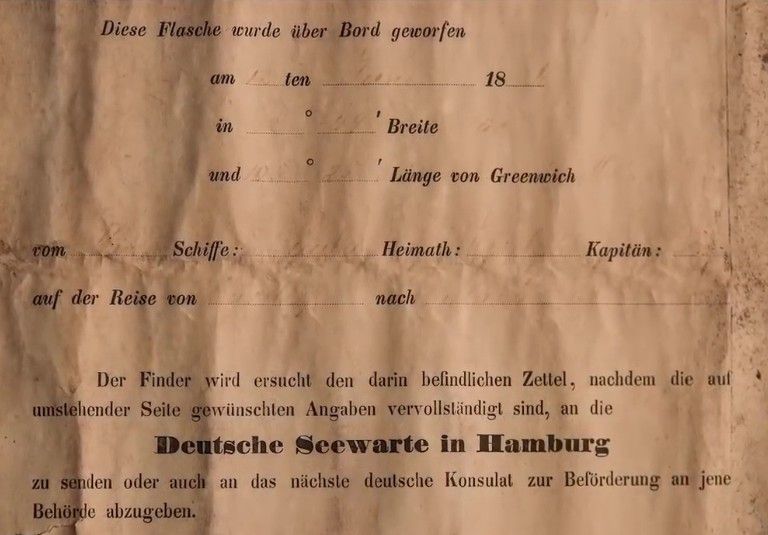 Diese Flasche wurde über Bord geworfen
am ten 18
in ° ' Breite
und ° ' Länge von Greenwich
vom Schiffe: Heimath: Kapitän:
auf der Reise von nach
Der Finder wird ersucht den darin befindlichen Zettel, nachdem die auf
umstehender Seite gewünschten Angaben vervollständigt sind, an die
Deutsche Seewarte in Hamburg
zu senden oder auch an das nächste deutsche Konsulat zur Beförderung an jene
Behörde abzugeben.